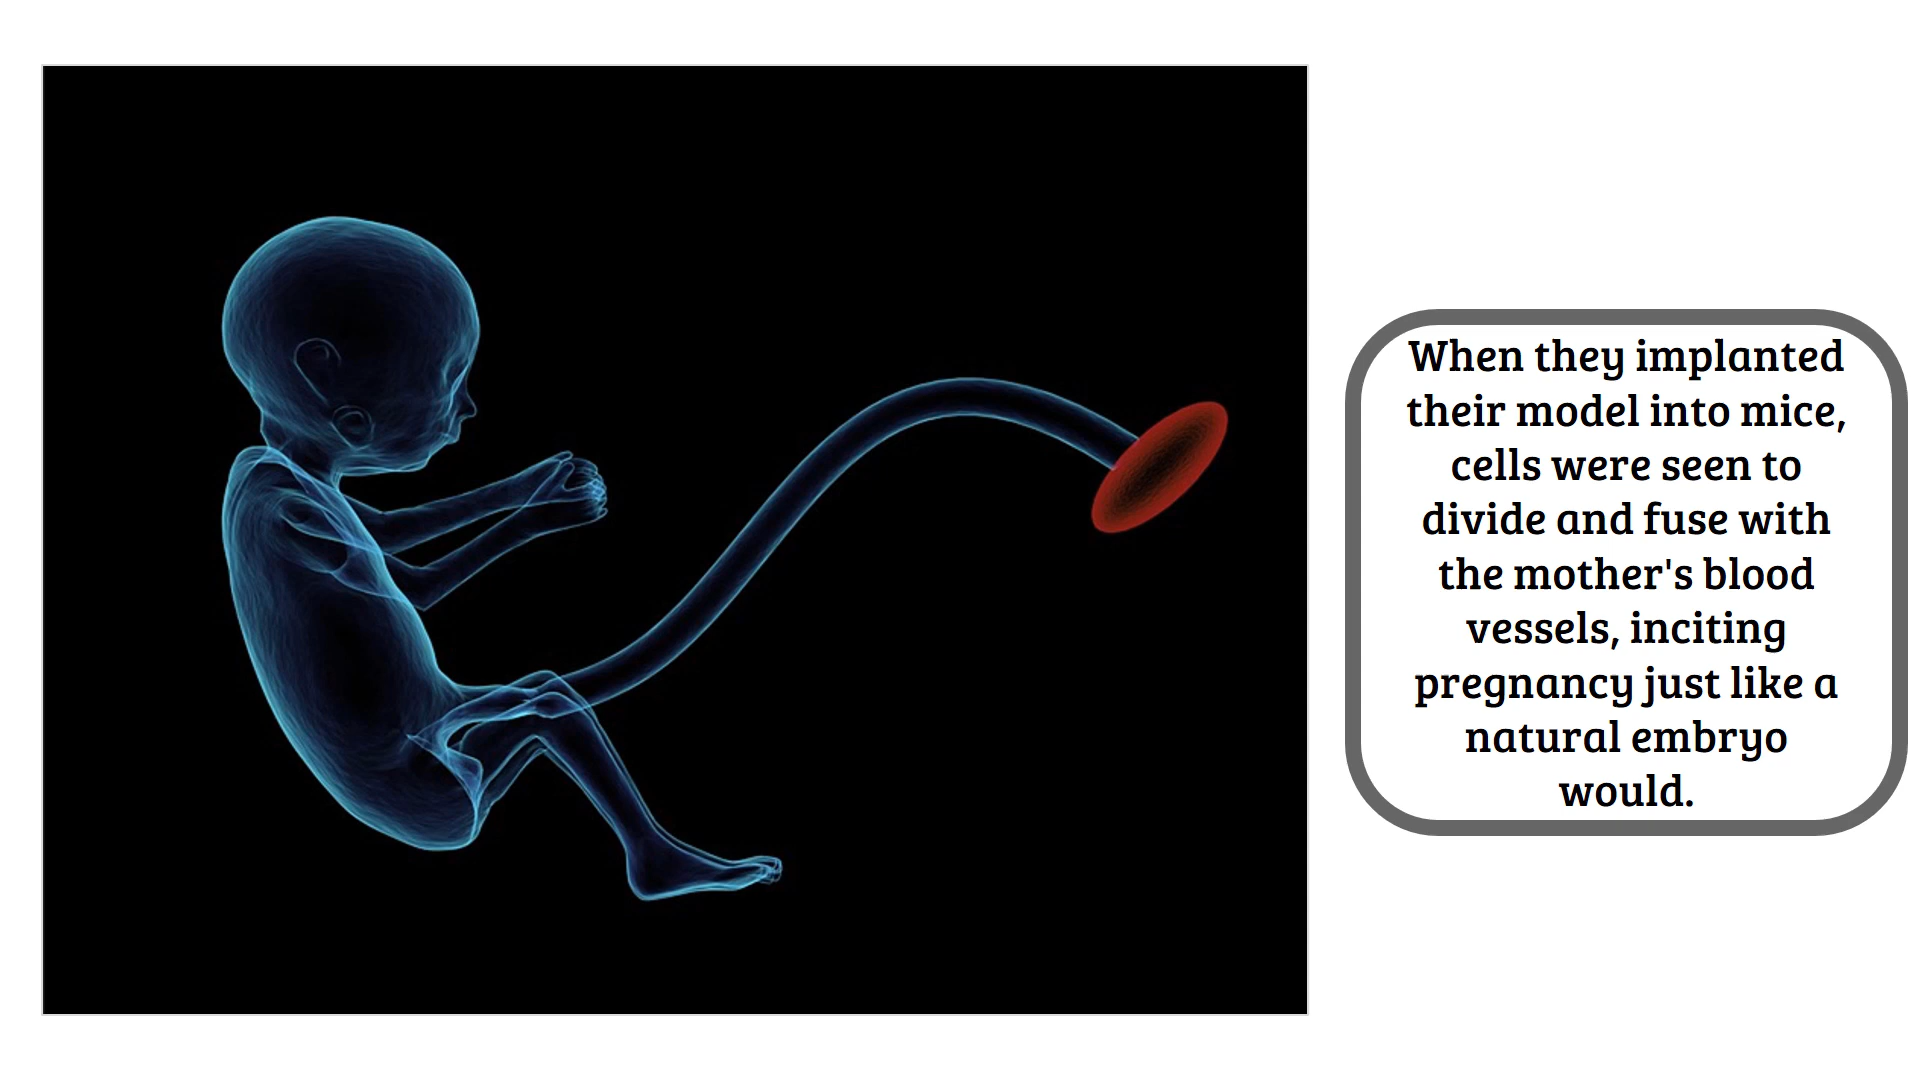 When they implanted
their model into mice,
cells were seen to
divide and fuse with
the mother's blood
vessels, inciting
pregnancy just like a
natural embryo
would.